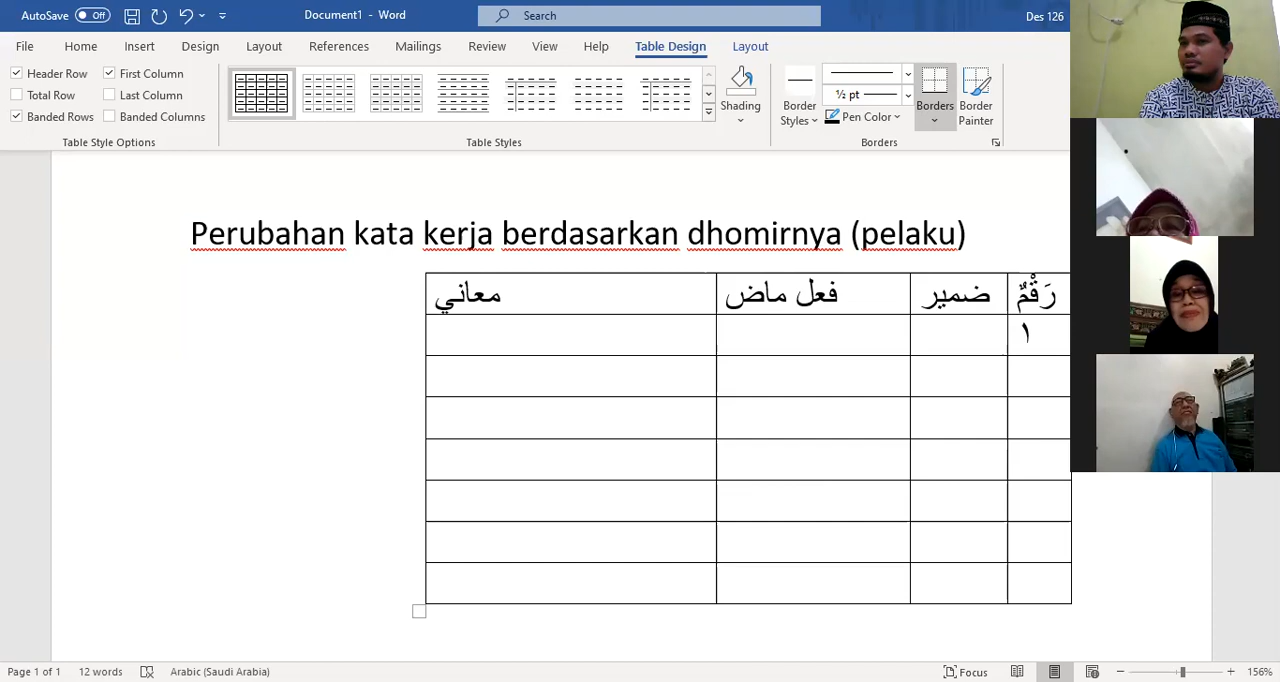 AutoSave Off Document1 - Word Search Des 126
File Home Insert Design Layout References Mailings Review View Help Table Design Layout
Header Row First Column
Total Row Last Column
Banded Rows Banded Columns
Table Style Options
Table Styles
Shading
Border Styles
½ pt
Pen Color
Borders
Border Painter
Borders
Perubahan kata kerja berdasarkan dhomirnya (pelaku)
رَقْمٌ ضمير فعل ماض معاني
١
Page 1 of 1 12 words Arabic (Saudi Arabia) Focus 156%